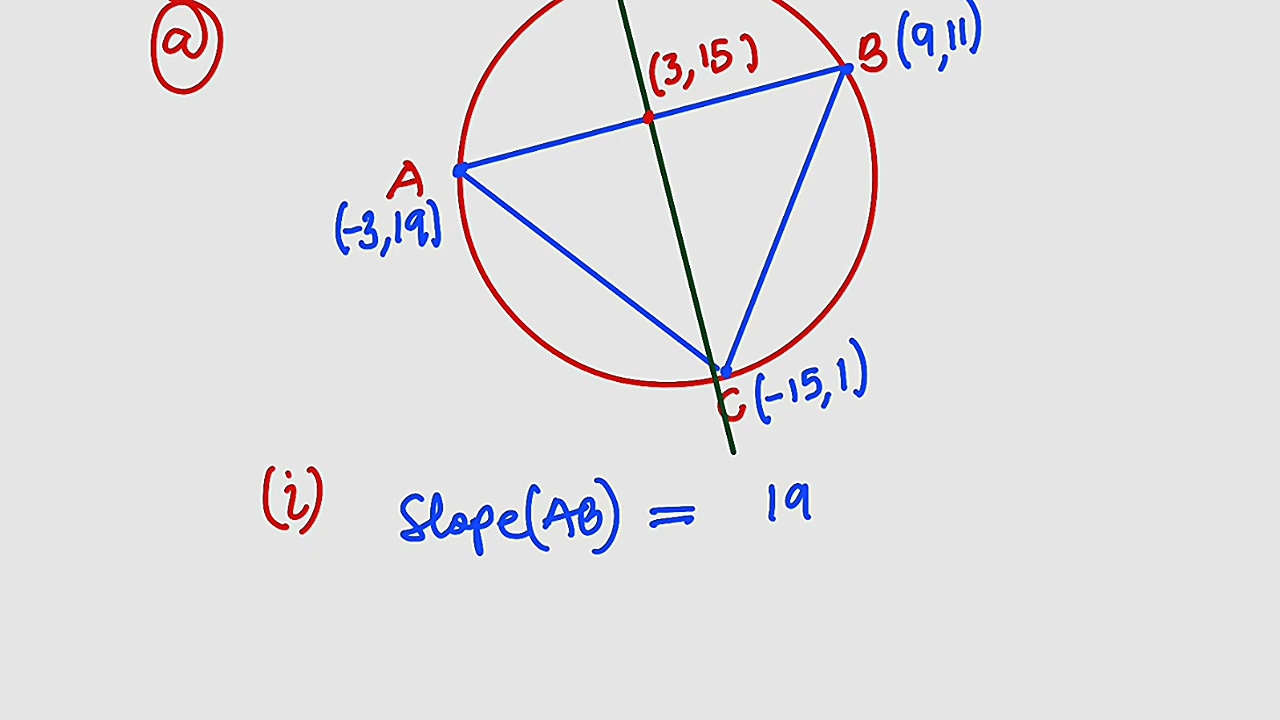 (a)
(3,15)
B (9,11)
A
(-3,19)
C (-15,1)
(i) Slope(AB) = 19